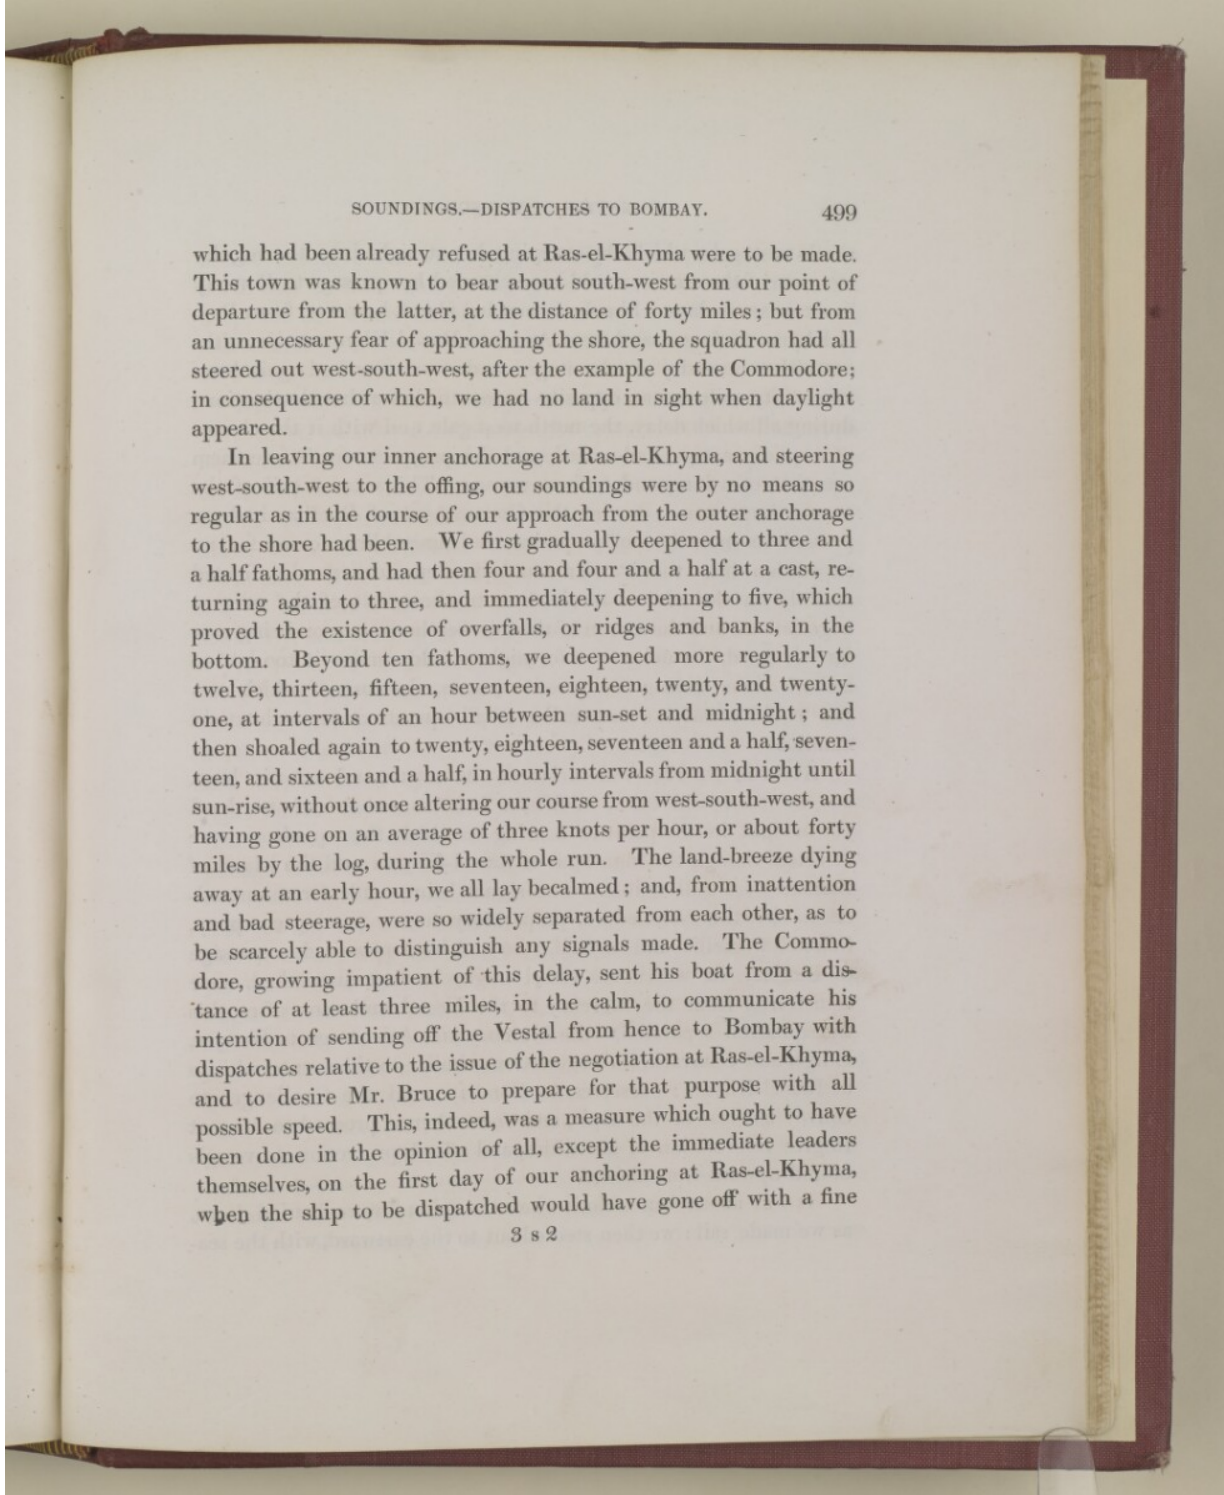 SOUNDINGS.—DISPATCHES TO BOMBAY. 499
which had been already refused at Ras-el-Khyma were to be made.
This town was known to bear about south-west from our point of
departure from the latter, at the distance of forty miles; but from
an unnecessary fear of approaching the shore, the squadron had all
steered out west-south-west, after the example of the Commodore;
in consequence of which, we had no land in sight when daylight
appeared.
In leaving our inner anchorage at Ras-el-Khyma, and steering
west-south-west to the offing, our soundings were by no means so
regular as in the course of our approach from the outer anchorage
to the shore had been. We first gradually deepened to three and
a half fathoms, and had then four and four and a half at a cast, re-
turning again to three, and immediately deepening to five, which
proved the existence of overfalls, or ridges and banks, in the
bottom. Beyond ten fathoms, we deepened more regularly to
twelve, thirteen, fifteen, seventeen, eighteen, twenty, and twenty-
one, at intervals of an hour between sun-set and midnight; and
then shoaled again to twenty, eighteen, seventeen and a half, seven-
teen, and sixteen and a half, in hourly intervals from midnight until
sun-rise, without once altering our course from west-south-west, and
having gone on an average of three knots per hour, or about forty
miles by the log, during the whole run. The land-breeze dying
away at an early hour, we all lay becalmed; and, from inattention
and bad steerage, were so widely separated from each other, as to
be scarcely able to distinguish any signals made. The Commo-
dore, growing impatient of this delay, sent his boat from a dis-
tance of at least three miles, in the calm, to communicate his
intention of sending off the Vestal from hence to Bombay with
dispatches relative to the issue of the negotiation at Ras-el-Khyma,
and to desire Mr. Bruce to prepare for that purpose with all
possible speed. This, indeed, was a measure which ought to have
been done in the opinion of all, except the immediate leaders
themselves, on the first day of our anchoring at Ras-el-Khyma,
when the ship to be dispatched would have gone off with a fine
3 s 2